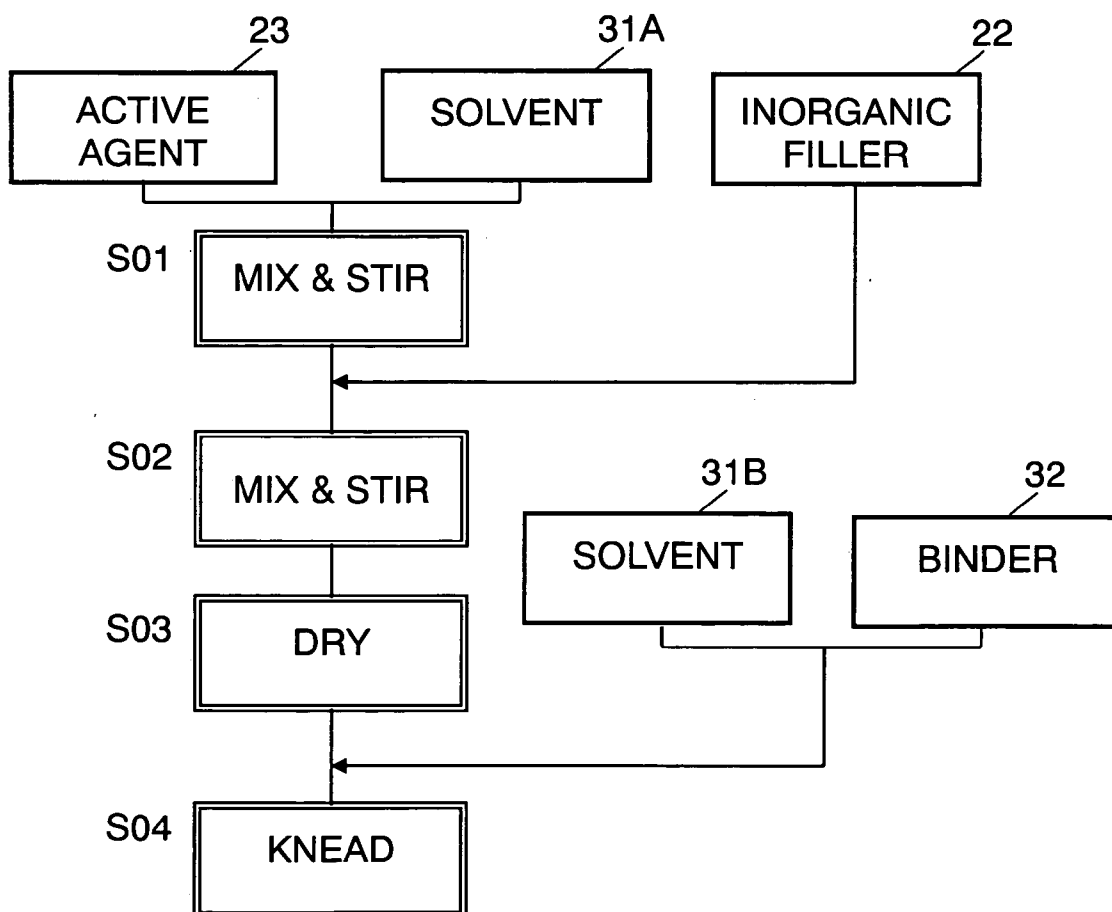 23
31A
22
ACTIVE
AGENT
SOLVENT
INORGANIC
FILLER
S01
MIX & STIR
S02
MIX & STIR
31B
32
SOLVENT
BINDER
S03
DRY
S04
KNEAD